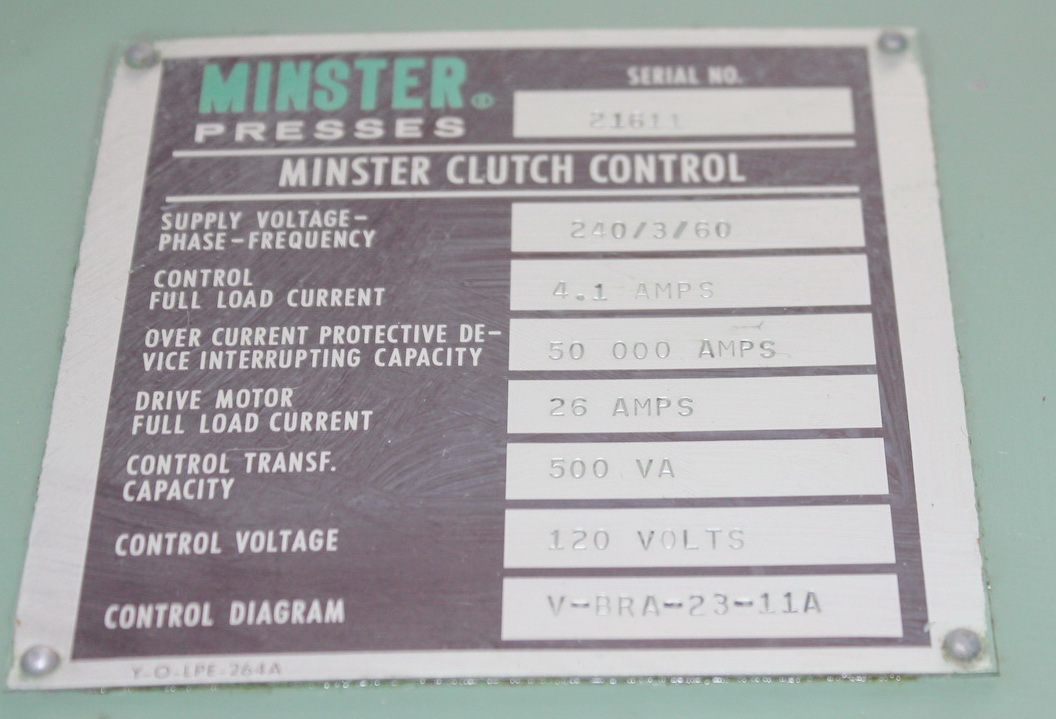 MINSTER®
PRESSES
SERIAL NO.
21611
MINSTER CLUTCH CONTROL
SUPPLY VOLTAGE-
PHASE-FREQUENCY
240/3/60
CONTROL
FULL LOAD CURRENT
4.1 AMPS
OVER CURRENT PROTECTIVE DE-
VICE INTERRUPTING CAPACITY
50 000 AMPS
DRIVE MOTOR
FULL LOAD CURRENT
26 AMPS
CONTROL TRANSF.
CAPACITY
500 VA
CONTROL VOLTAGE
120 VOLTS
CONTROL DIAGRAM
V-BRA-23-11A
Y-O-LPE-264A